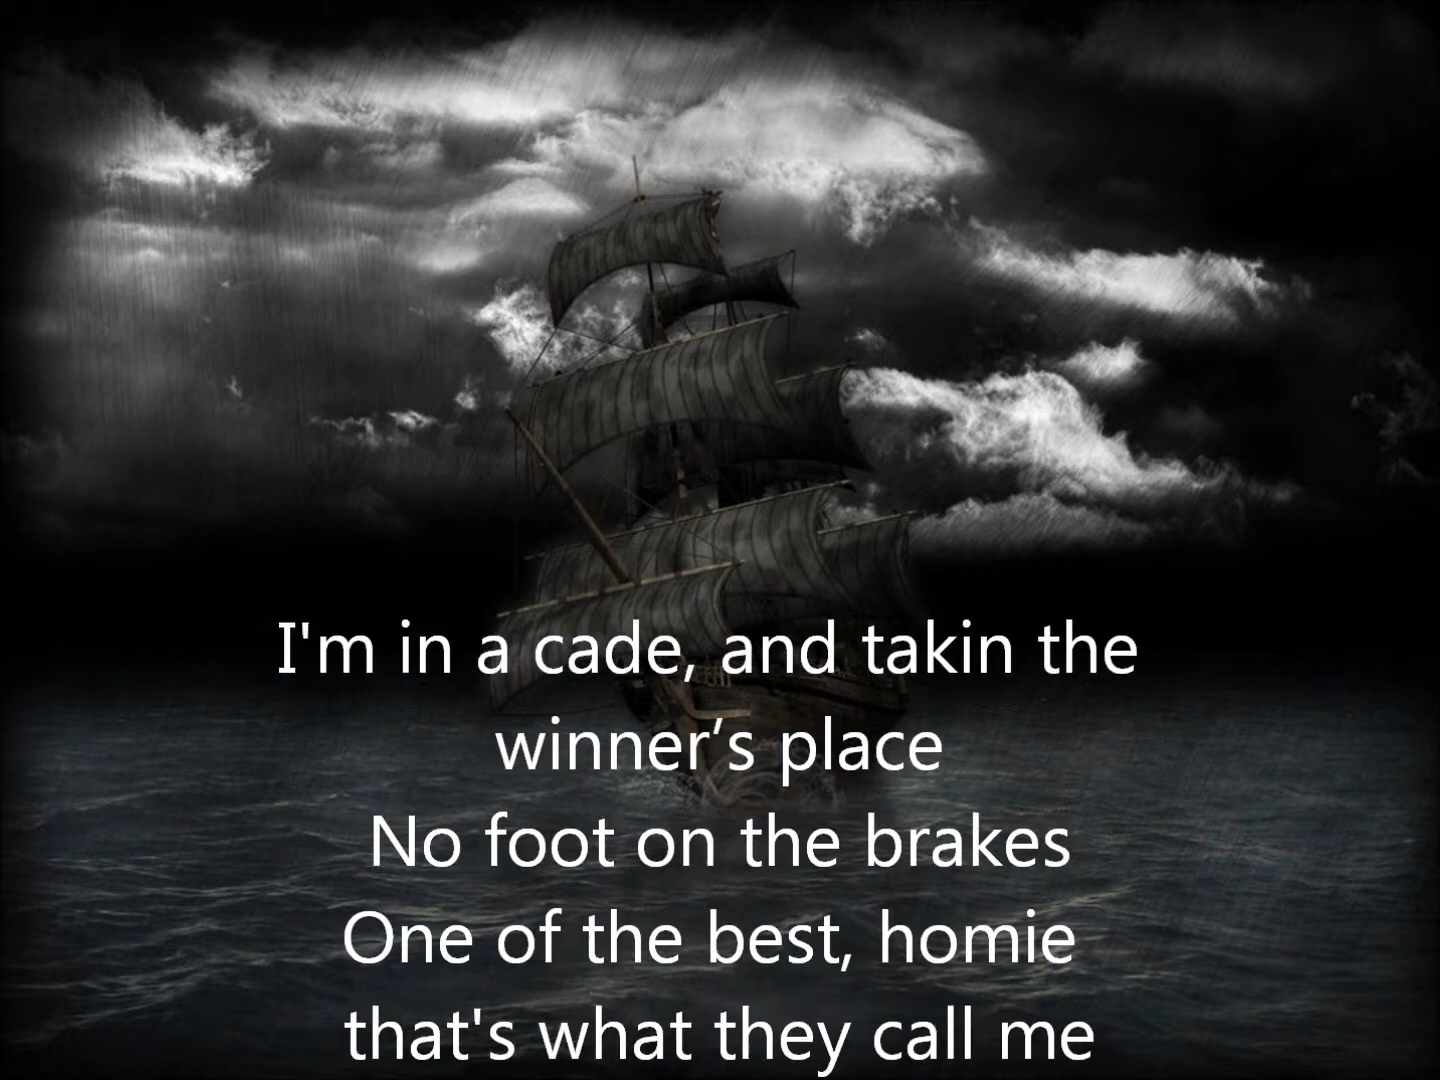 I'm in a cade, and takin the
winner’s place
No foot on the brakes
One of the best, homie
that's what they call me